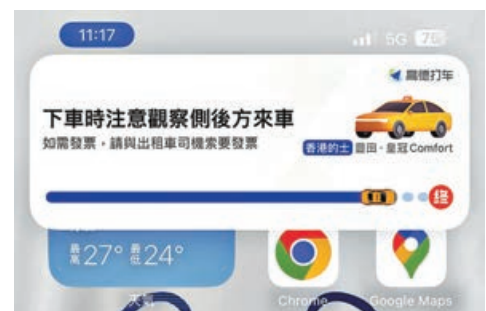 11:17
5G 75
高德打车
下車時注意觀察側後方來車
如需發票，請與出租車司機索要發票
香港的士 豐田·皇冠Comfort
終
最高27° 最低24°
天氣
Chrome
Google Maps